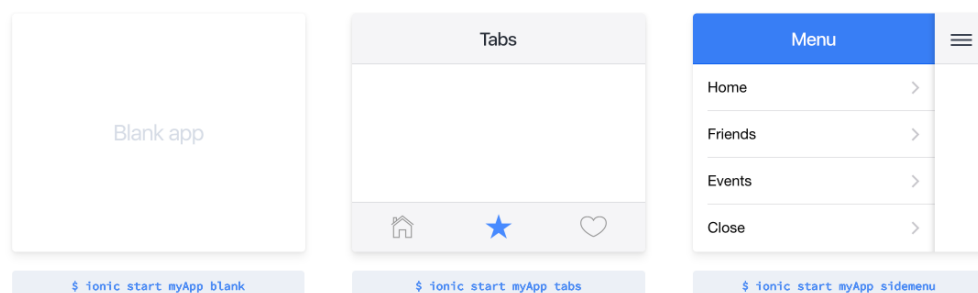 Blank app
$ ionic start myApp blank
Tabs
$ ionic start myApp tabs
Menu
Home
Friends
Events
Close
$ ionic start myApp sidemenu